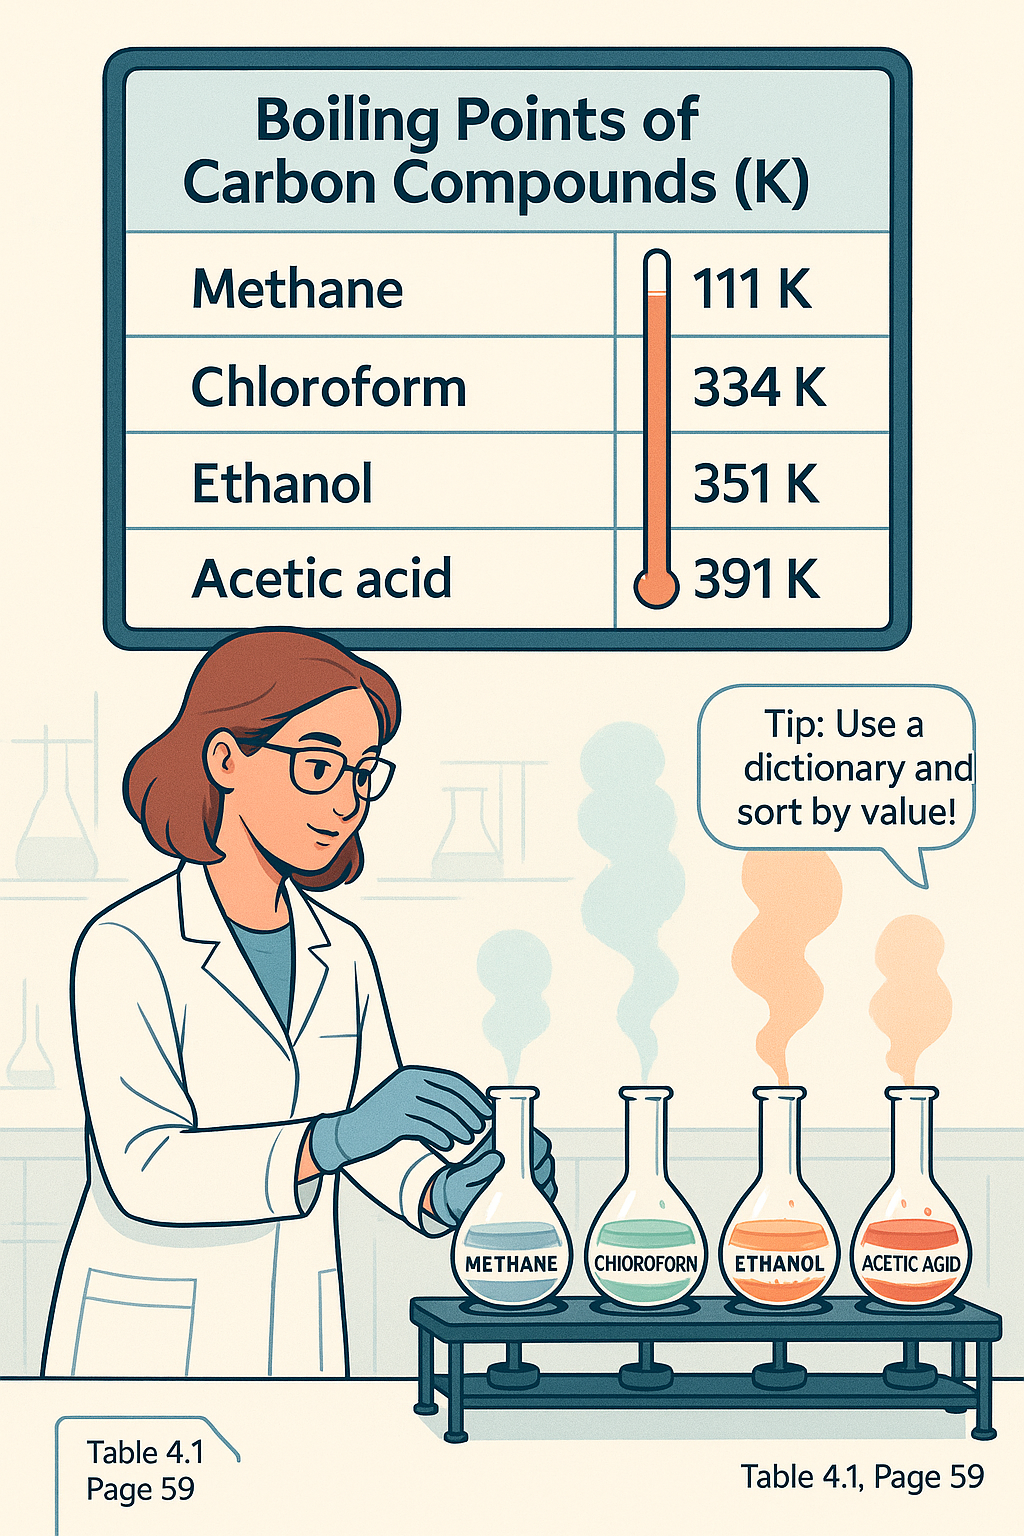 Boiling Points of
Carbon Compounds (K)
Methane 111 K
Chloroform 334 K
Ethanol 351 K
Acetic acid 391 K
Tip: Use a
dictionary and
sort by value!
METHANE
CHIOROFORN
ETHANOL
ACETIC AGID
Table 4.1
Page 59
Table 4.1, Page 59